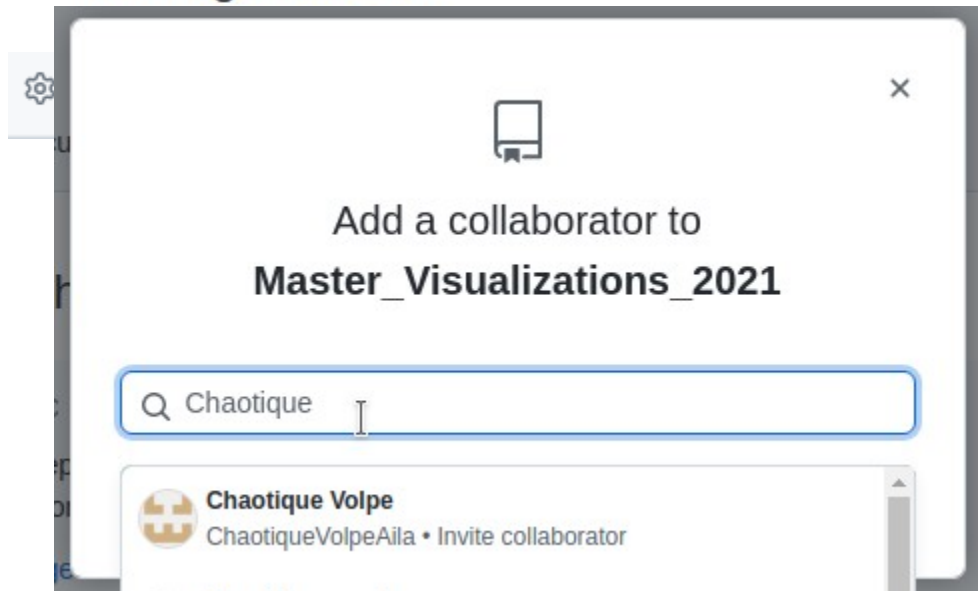 Add a collaborator to
Master_Visualizations_2021
Chaotique
Chaotique Volpe
ChaotiqueVolpeAila • Invite collaborator